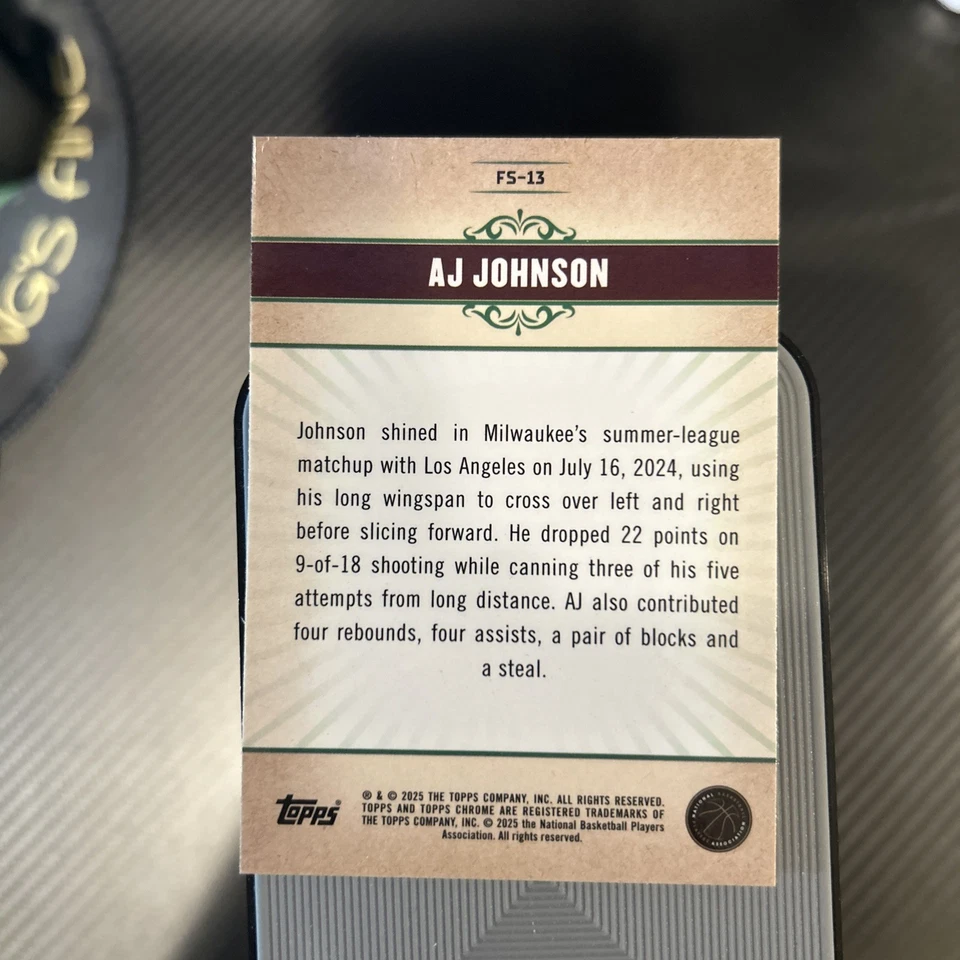 FS-13
AJ JOHNSON
Johnson shined in Milwaukee's summer-league
matchup with Los Angeles on July 16, 2024, using
his long wingspan to cross over left and right
before slicing forward. He dropped 22 points on
9-of-18 shooting while canning three of his five
attempts from long distance. AJ also contributed
four rebounds, four assists, a pair of blocks and
a steal.
Topps®
® & © 2025 THE TOPPS COMPANY, INC. ALL RIGHTS RESERVED.
TOPPS AND TOPPS CHROME ARE REGISTERED TRADEMARKS OF
THE TOPPS COMPANY, INC. © 2025 the National Basketball Players
Association. All rights reserved.
NATIONAL
ASSOCIATION